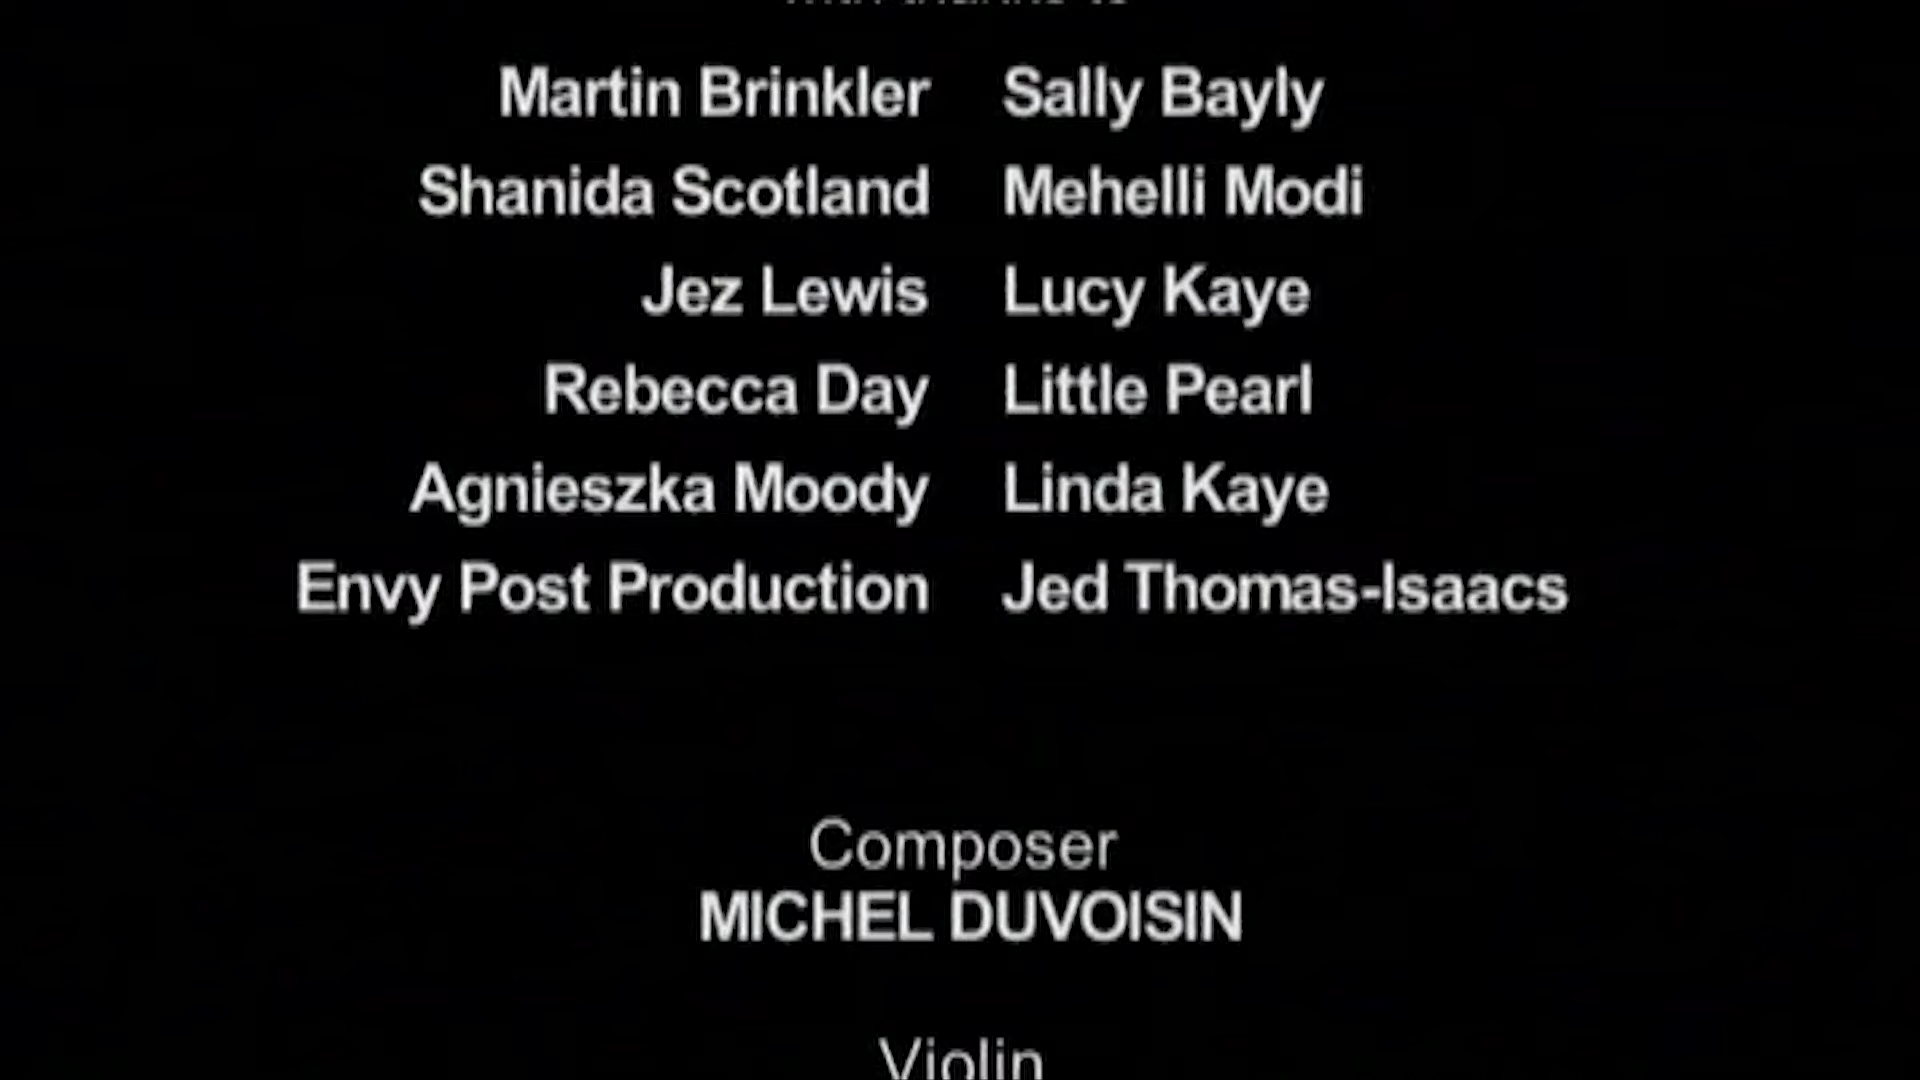 Martin Brinkler Sally Bayly
Shanida Scotland Mehelli Modi
Jez Lewis Lucy Kaye
Rebecca Day Little Pearl
Agnieszka Moody Linda Kaye
Envy Post Production Jed Thomas-Isaacs
Composer
MICHEL DUVOISIN
Violin